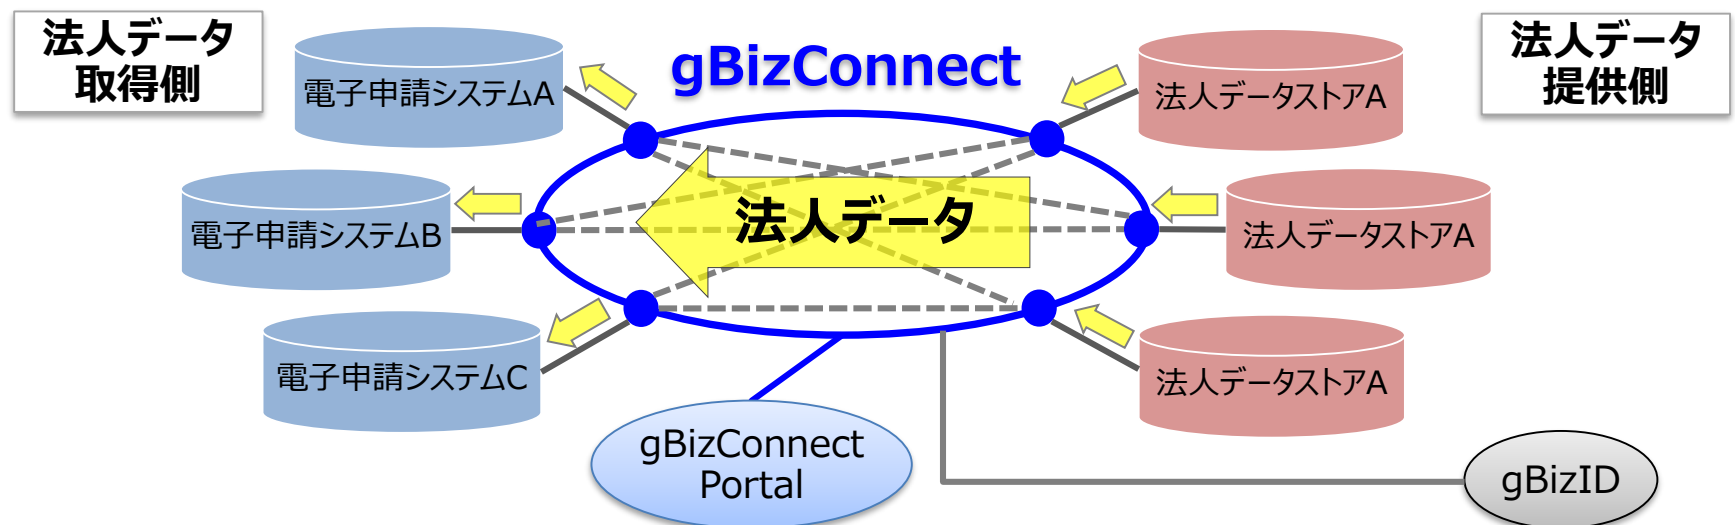 法人データ
取得側
電子申請システムA
gBizConnect
法人データストアA
法人データ
提供側
電子申請システムB
法人データ
法人データストアA
電子申請システムC
法人データストアA
gBizConnect
Portal
gBizID